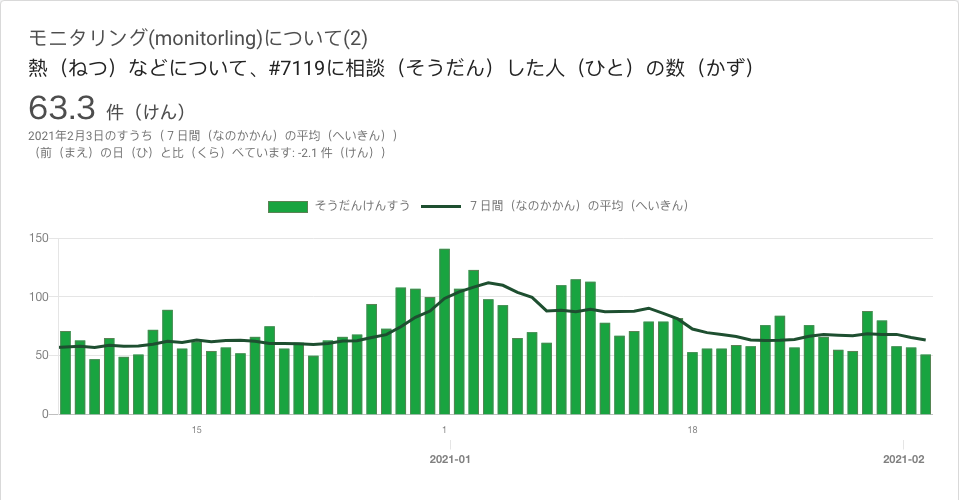 モニタリング(monitorling)について(2)
熱（ねつ）などについて、#7119に相談（そうだん）した人（ひと）の数（かず）
63.3 件（けん）
2021年2月3日のすうち（７日間（なのかかん）の平均（へいきん））
（前（まえ）の日（ひ）と比（くら）べています: -2.1 件（けん））
そうだんけんすう ７日間（なのかかん）の平均（へいきん）
150
100
50
0
15 1 18
2021-01 2021-02